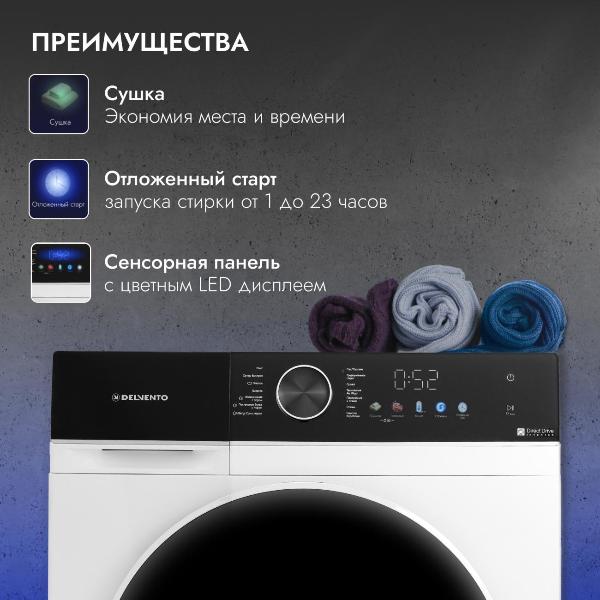 ПРЕИМУЩЕСТВА
Сушка
Экономия места и времени
Сушка
Отложенный старт
запуска стирки от 1 до 23 часов
Отложенный старт
Сенсорная панель
с цветным LED дисплеем
DELVENTO
0:52
Direct Drive